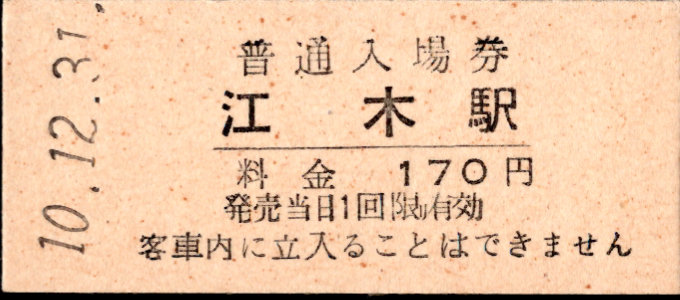 10.12.31.
普通入場券
江木駅
料金 170円
発売当日1回限り有効
客車内に立入ることはできません